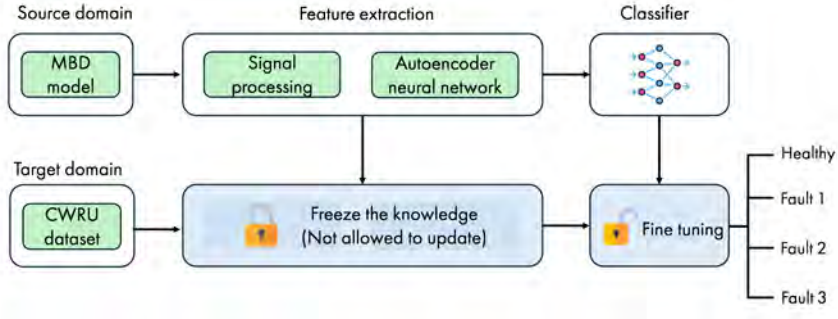 Source domain
Feature extraction
Classifier
MBD
model
Signal
processing
Autoencoder
neural network
Target domain
CWRU
dataset
Freeze the knowledge
(Not allowed to update)
Fine tuning
Healthy
Fault 1
Fault 2
Fault 3